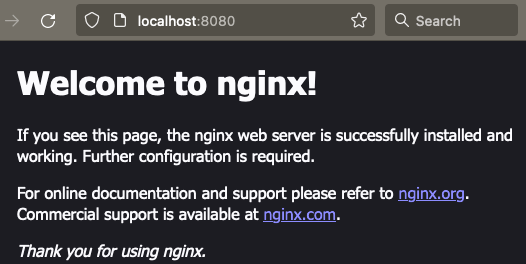 localhost:8080
Search
Welcome to nginx!
If you see this page, the nginx web server is successfully installed and
working. Further configuration is required.
For online documentation and support please refer to nginx.org.
Commercial support is available at nginx.com.
Thank you for using nginx.